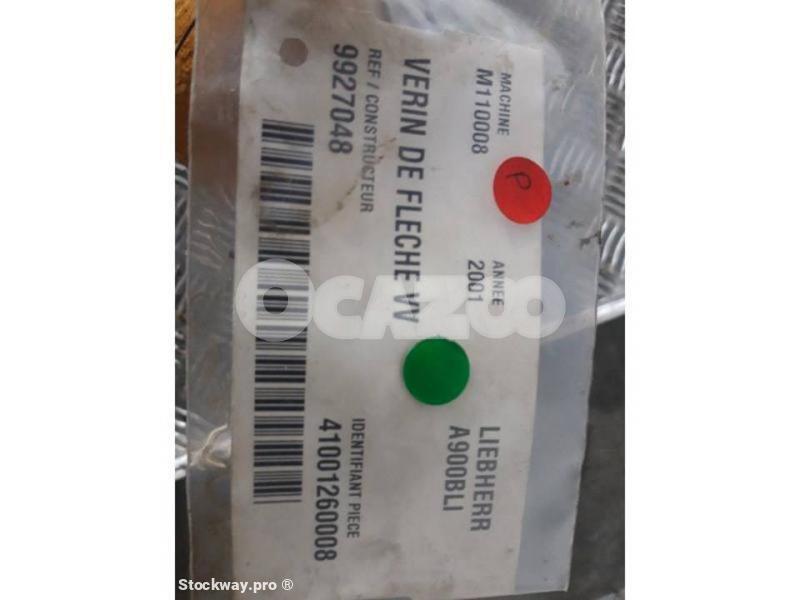 MACHINE
M110008
ANNEE
2001
LIEBHERR
A900BLI
P
VERIN DE FLECHE VV
REF / CONSTRUCTEUR
9927048
IDENTIFIANT PIECE
41001260008
OCAZOO
Stockway.pro ®